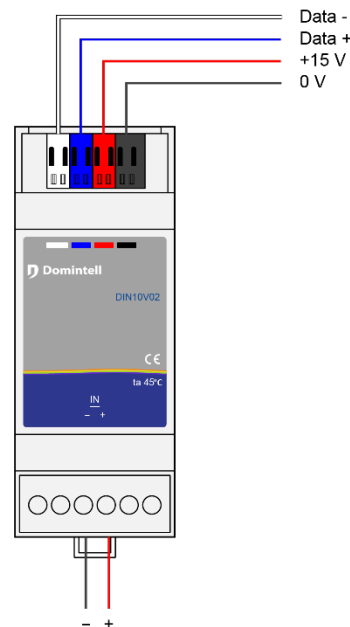 Data -
Data +
+15 V
0 V
Domintell
DIN10V02
CE
ta 45°C
IN
- +
- +